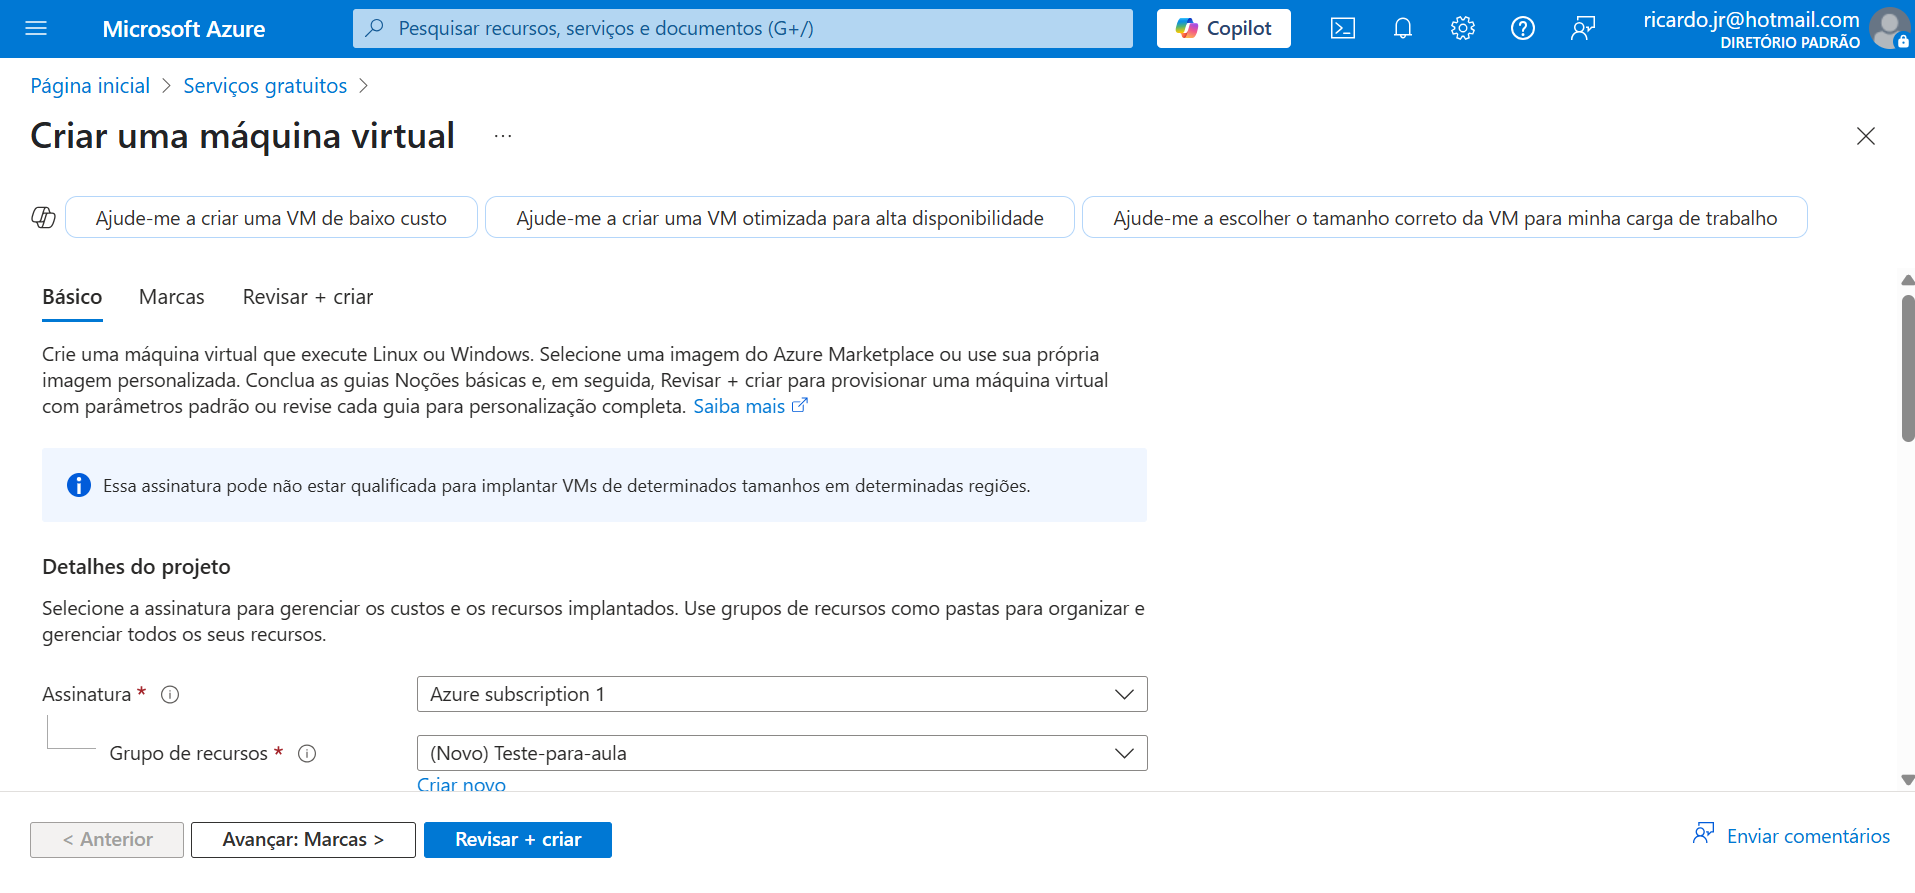 Microsoft Azure
Pesquisar recursos, serviços e documentos (G+/)
Copilot
ricardo.jr@hotmail.com
DIRETÓRIO PADRÃO
Página inicial > Serviços gratuitos >
Criar uma máquina virtual ...
Ajude-me a criar uma VM de baixo custo
Ajude-me a criar uma VM otimizada para alta disponibilidade
Ajude-me a escolher o tamanho correto da VM para minha carga de trabalho
Básico Marcas Revisar + criar
Crie uma máquina virtual que execute Linux ou Windows. Selecione uma imagem do Azure Marketplace ou use sua própria
imagem personalizada. Conclua as guias Noções básicas e, em seguida, Revisar + criar para provisionar uma máquina virtual
com parâmetros padrão ou revise cada guia para personalização completa. Saiba mais
Essa assinatura pode não estar qualificada para implantar VMs de determinados tamanhos em determinadas regiões.
Detalhes do projeto
Selecione a assinatura para gerenciar os custos e os recursos implantados. Use grupos de recursos como pastas para organizar e
gerenciar todos os seus recursos.
Assinatura *
Azure subscription 1
Grupo de recursos *
(Novo) Teste-para-aula
Criar novo
< Anterior
Avançar: Marcas >
Revisar + criar
Enviar comentários